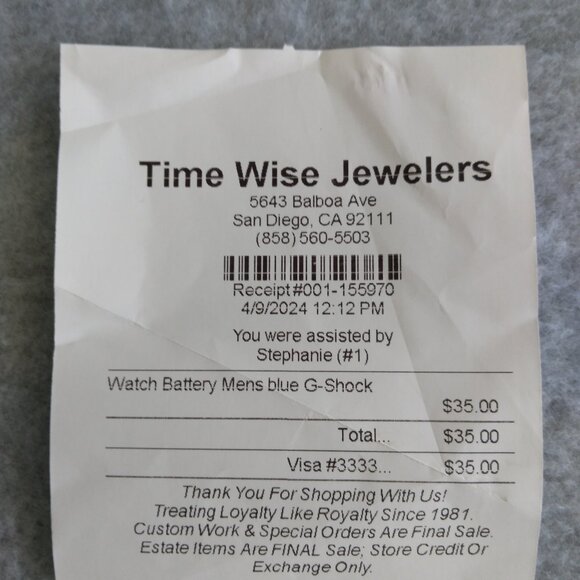 Time Wise Jewelers
5643 Balboa Ave
San Diego, CA 92111
(858) 560-5503
Receipt #001-155970
4/9/2024 12:12 PM
You were assisted by
Stephanie (#1)
Watch Battery Mens blue G-Shock
$35.00
Total... $35.00
Visa #3333... $35.00
Thank You For Shopping With Us!
Treating Loyalty Like Royalty Since 1981.
Custom Work & Special Orders Are Final Sale.
Estate Items Are FINAL Sale; Store Credit Or
Exchange Only.